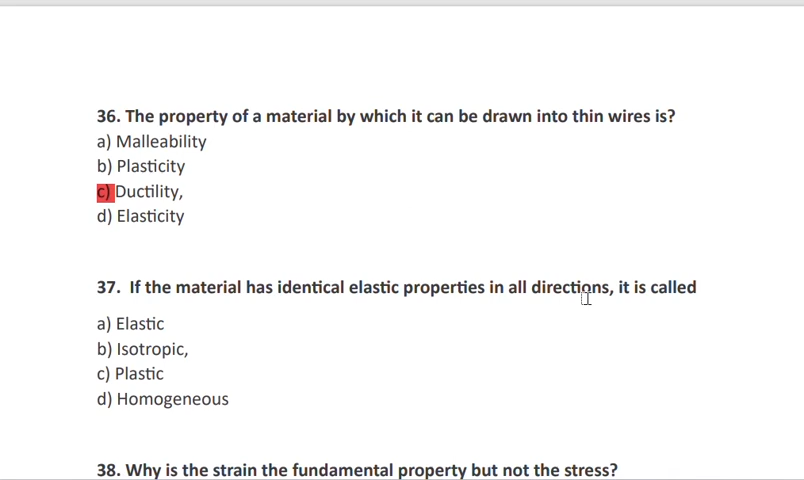 36. The property of a material by which it can be drawn into thin wires is?
a) Malleability
b) Plasticity
c) Ductility,
d) Elasticity
37. If the material has identical elastic properties in all directions, it is called
a) Elastic
b) Isotropic,
c) Plastic
d) Homogeneous
38. Why is the strain the fundamental property but not the stress?